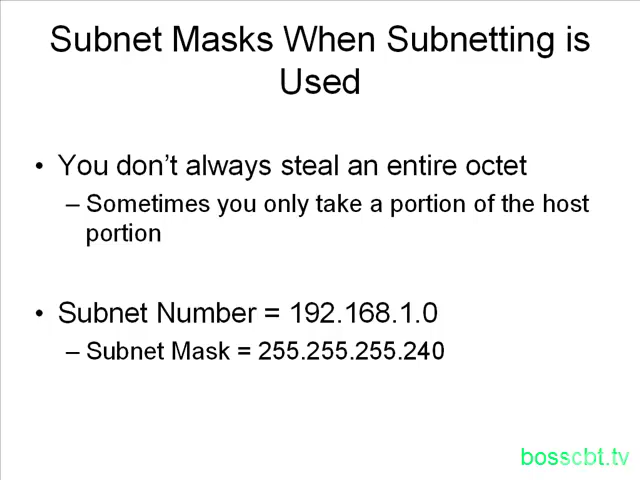 Subnet Masks When Subnetting is
Used
• You don't always steal an entire octet
– Sometimes you only take a portion of the host
portion
• Subnet Number = 192.168.1.0
– Subnet Mask = 255.255.255.240
bosscbt.tv